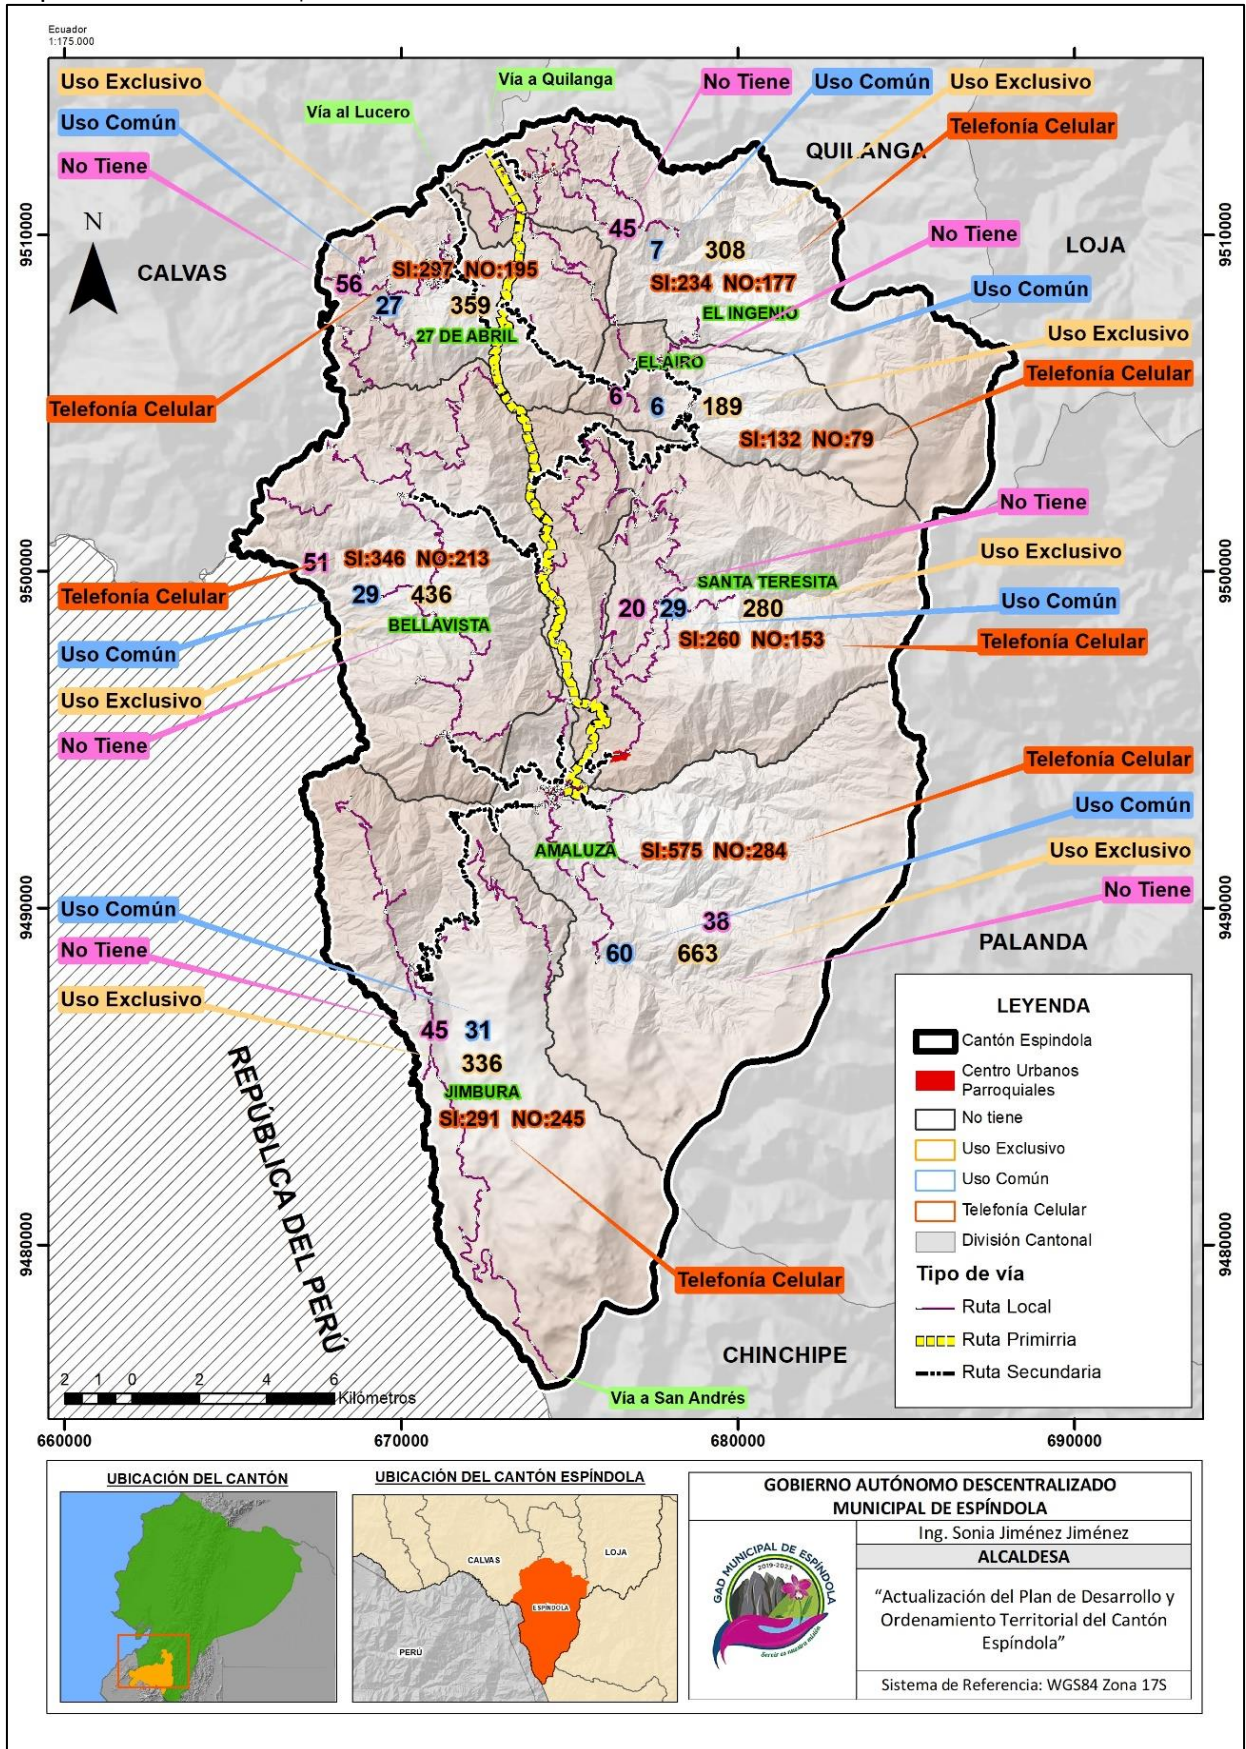 Ecuador
1:175.000
Uso Exclusivo
Vía a Quilanga
No Tiene
Uso Común
Uso Exclusivo
Vía al Lucero
Uso Común
Telefonía Celular
No Tiene
QUILANGA
N
CALVAS
LOJA
45
No Tiene
7 308
SI:297 NO:195
SI:234 NO:177
56
27 359
Uso Común
EL INGENIO
27 DE ABRIL
Uso Exclusivo
EL AIRO
Telefonía Celular
Telefonía Celular
6 6 189
SI:132 NO:79
No Tiene
51 SI:346 NO:213
Uso Exclusivo
SANTA TERESITA
Telefonía Celular
29 436
20 29 280
Uso Común
BELLAVISTA
SI:260 NO:153
Telefonía Celular
Uso Común
Uso Exclusivo
No Tiene
Telefonía Celular
Uso Común
AMALUZA SI:575 NO:284
Uso Exclusivo
No Tiene
Uso Común
38
60 663
PALANDA
No Tiene
Uso Exclusivo
45 31
336
JIMBURA
SI:291 NO:245
REPÚBLICA DEL PERÚ
Telefonía Celular
CHINCHIPE
Vía a San Andrés
LEYENDA
Cantón Espindola
Centro Urbanos
Parroquiales
No tiene
Uso Exclusivo
Uso Común
Telefonía Celular
División Cantonal
Tipo de vía
Ruta Local
Ruta Primirria
Ruta Secundaria
2 1 0 2 4 6
Kilómetros
9510000
9500000
9490000
9480000
9510000
9500000
9490000
9480000
660000 670000 680000 690000
UBICACIÓN DEL CANTÓN
UBICACIÓN DEL CANTÓN ESPÍNDOLA
CALVAS
LOJA
ESPÍNDOLA
PERÚ
GOBIERNO AUTÓNOMO DESCENTRALIZADO
MUNICIPAL DE ESPÍNDOLA
GAD MUNICIPAL DE ESPÍNDOLA
2019-2023
Servir es nuestra misión
Ing. Sonia Jiménez Jiménez
ALCALDESA
“Actualización del Plan de Desarrollo y
Ordenamiento Territorial del Cantón
Espíndola”
Sistema de Referencia: WGS84 Zona 17S